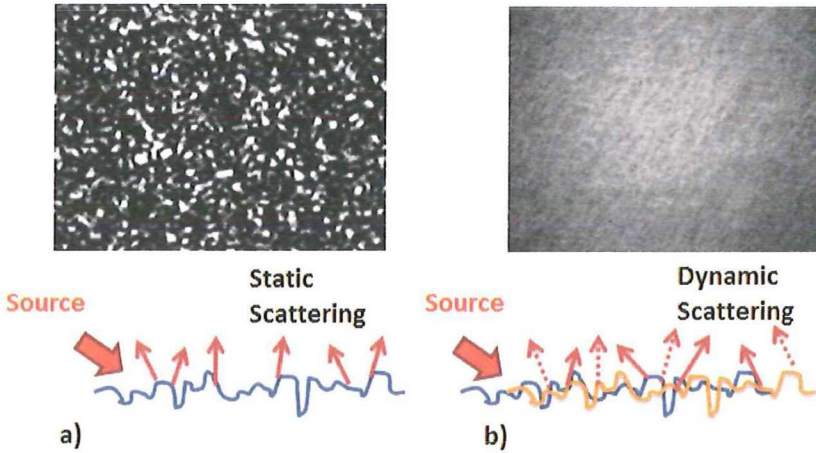 Source
Static
Scattering
a)
Source
Dynamic
Scattering
b)